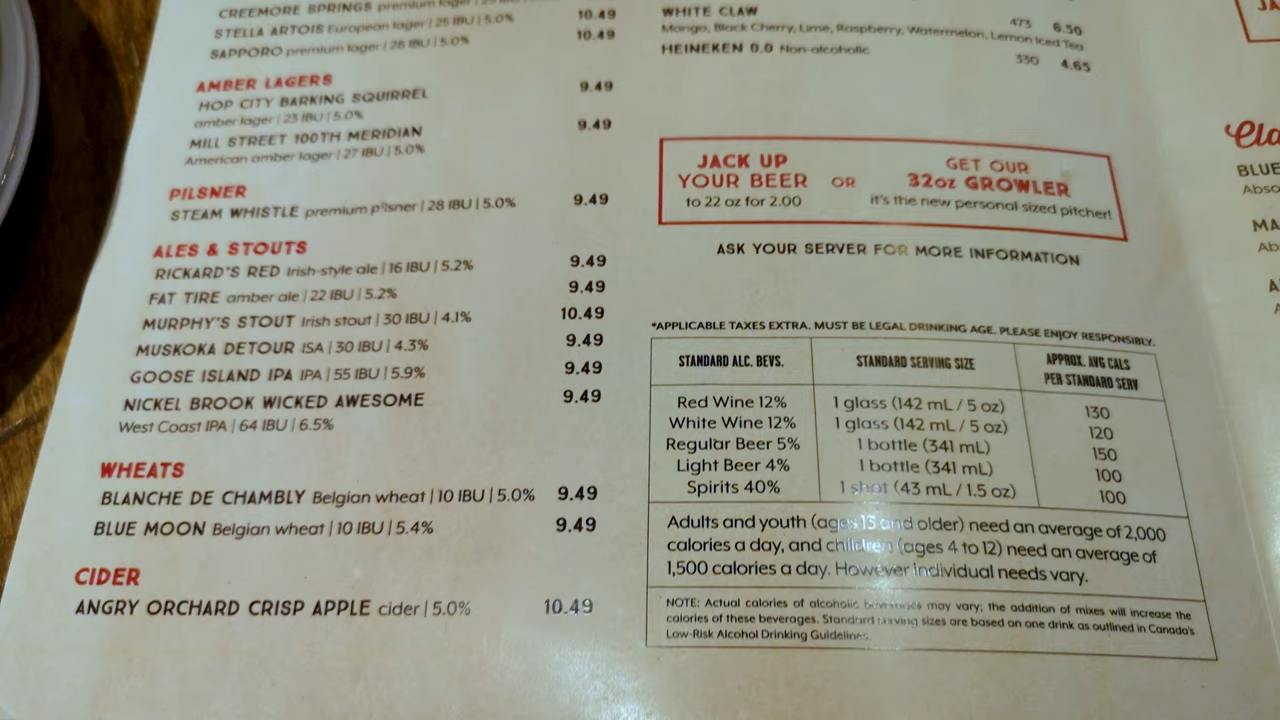 CREEMORE SPRINGS premium lager
STELLA ARTOIS European lager | 25 IBU | 5.0% 10.49
SAPPORO premium lager | 28 IBU | 5.0% 10.49
AMBER LAGERS
HOP CITY BARKING SQUIRREL 9.49
amber lager | 23 IBU | 5.0%
MILL STREET 100TH MERIDIAN 9.49
American amber lager | 27 IBU | 5.0%
PILSNER
STEAM WHISTLE premium pilsner | 28 IBU | 5.0% 9.49
ALES & STOUTS
RICKARD'S RED Irish-style ale | 16 IBU | 5.2% 9.49
FAT TIRE amber ale | 22 IBU | 5.2% 9.49
MURPHY'S STOUT Irish stout | 30 IBU | 4.1% 10.49
MUSKOKA DETOUR ISA | 30 IBU | 4.3% 9.49
GOOSE ISLAND IPA IPA | 55 IBU | 5.9% 9.49
NICKEL BROOK WICKED AWESOME 9.49
West Coast IPA | 64 IBU | 6.5%
WHEATS
BLANCHE DE CHAMBLY Belgian wheat | 10 IBU | 5.0% 9.49
BLUE MOON Belgian wheat | 10 IBU | 5.4% 9.49
CIDER
ANGRY ORCHARD CRISP APPLE cider | 5.0% 10.49
WHITE CLAW 473 6.50
Mango, Black Cherry, Lime, Raspberry, Watermelon, Lemon Iced Tea
HEINEKEN 0.0 Non-alcoholic 330 4.65
JACK UP
YOUR BEER
to 22 oz for 2.00
OR
GET OUR
32oz GROWLER
it's the new personal sized pitcher!
ASK YOUR SERVER FOR MORE INFORMATION
*APPLICABLE TAXES EXTRA. MUST BE LEGAL DRINKING AGE. PLEASE ENJOY RESPONSIBLY.
STANDARD ALC. BEVS. STANDARD SERVING SIZE APPROX. AVG CALS
PER STANDARD SERV
Red Wine 12% 1 glass (142 mL / 5 oz) 130
White Wine 12% 1 glass (142 mL / 5 oz) 120
Regular Beer 5% 1 bottle (341 mL) 150
Light Beer 4% 1 bottle (341 mL) 100
Spirits 40% 1 shot (43 mL / 1.5 oz) 100
Adults and youth (ages 13 and older) need an average of 2,000
calories a day, and children (ages 4 to 12) need an average of
1,500 calories a day. However individual needs vary.
NOTE: Actual calories of alcoholic beverages may vary; the addition of mixes will increase the
calories of these beverages. Standard serving sizes are based on one drink as outlined in Canada's
Low-Risk Alcohol Drinking Guidelines.
JA
Cla
BLUE
Abso
MA
Ab
A